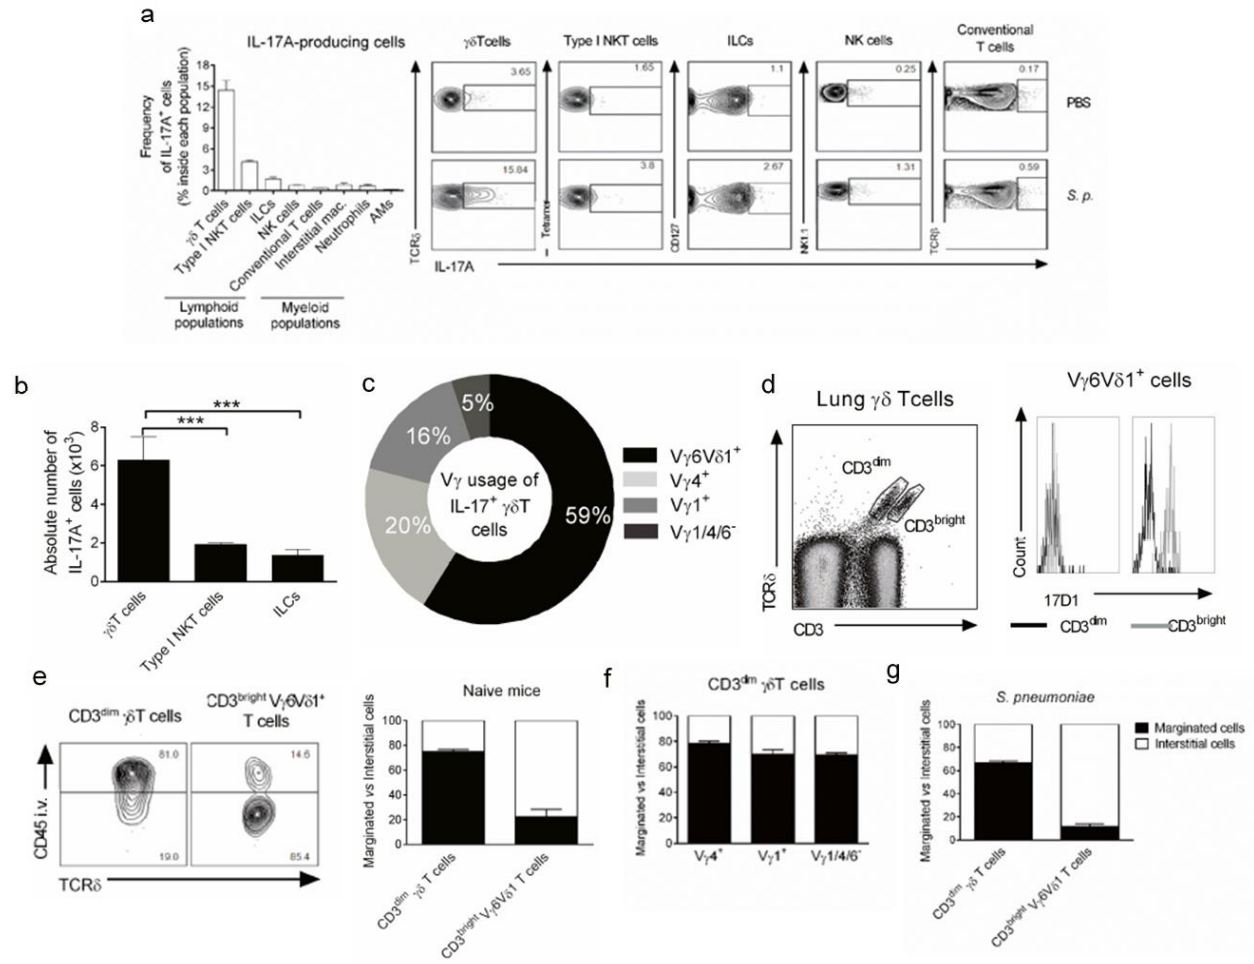 a
IL-17A-producing cells
Frequency
of IL-17A⁺ cells
(% inside each population)
18
15
12
9
6
3
0
γδ T cells
Type I NKT cells
ILCs
NK cells
Conventional T cells
Interstitial mac.
Neutrophils
AMs
Lymphoid
populations
Myeloid
populations
γδTcells
Type I NKT cells
ILCs
NK cells
Conventional
T cells
3.65
1.65
1.1
0.25
0.17
PBS
15.84
3.8
2.67
1.31
0.59
S. p.
TCRδ
Tetramer
CD127
NK1.1
TCRβ
IL-17A
b
Absolute number of
IL-17A⁺ cells (x10³)
8
6
4
2
0
***
***
γδT cells
Type I NKT cells
ILCs
c
5%
16%
20%
59%
Vγ usage of
IL-17⁺ γδT
cells
Vγ6Vδ1⁺
Vγ4⁺
Vγ1⁺
Vγ1/4/6⁻
d
Lung γδ Tcells
CD3ᵈⁱᵐ
CD3ᵇʳⁱᵍʰᵗ
TCRδ
CD3
Vγ6Vδ1⁺ cells
Count
17D1
CD3ᵈⁱᵐ
CD3ᵇʳⁱᵍʰᵗ
e
CD3ᵈⁱᵐ γδT cells
CD3ᵇʳⁱᵍʰᵗ Vγ6Vδ1⁺
T cells
81.0
14.6
19.0
85.4
CD45 i.v.
TCRδ
Naive mice
Marginated vs Interstitial cells
100
80
60
40
20
0
CD3ᵈⁱᵐ γδ T cells
CD3ᵇʳⁱᵍʰᵗ Vγ6Vδ1 T cells
f
CD3ᵈⁱᵐ γδT cells
Marginated vs Interstitial cells
100
80
60
40
20
0
Vγ4⁺
Vγ1⁺
Vγ1/4/6⁻
g
S. pneumoniae
Marginated vs Interstitial cells
100
80
60
40
20
0
CD3ᵈⁱᵐ γδ T cells
CD3ᵇʳⁱᵍʰᵗ Vγ6Vδ1 T cells
Marginated cells
Interstitial cells